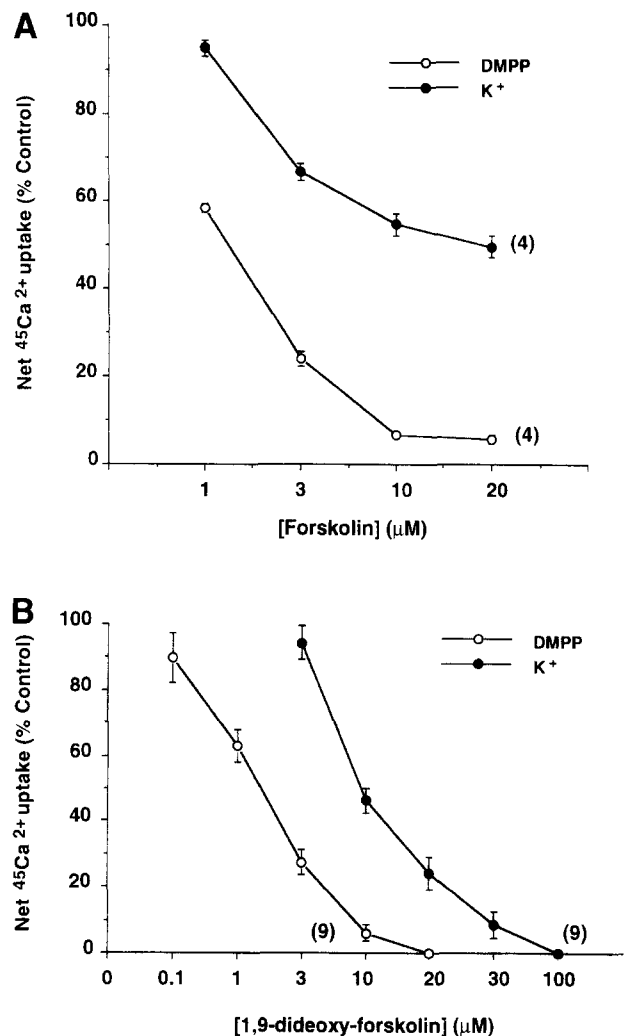 A
100
80
60
40
20
0
Net ⁴⁵Ca ²⁺ uptake (% Control)
DMPP
K⁺
(4)
(4)
1 3 10 20
[Forskolin] (μM)
B
100
80
60
40
20
0
Net ⁴⁵Ca ²⁺ uptake (% Control)
DMPP
K⁺
(9) (9)
0 0.1 1 3 10 20 30 100
[1,9-dideoxy-forskolin] (μM)